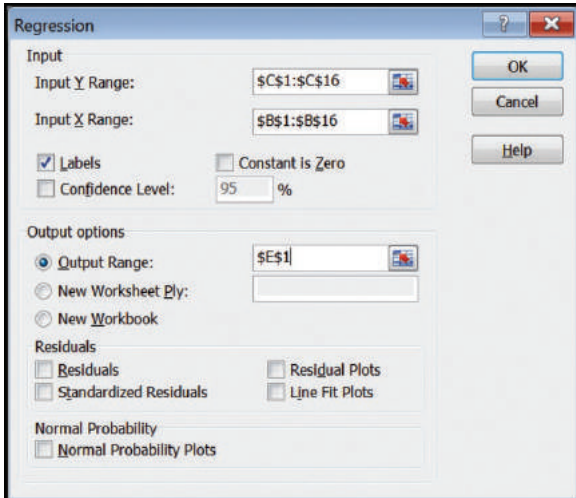 Regression
Input
Input Y Range:
$C$1:$C$16
Input X Range:
$B$1:$B$16
Labels
Constant is Zero
Confidence Level:
95 %
Output options
Output Range:
$E$1
New Worksheet Ply:
New Workbook
Residuals
Residuals
Residual Plots
Standardized Residuals
Line Fit Plots
Normal Probability
Normal Probability Plots
?
OK
Cancel
Help